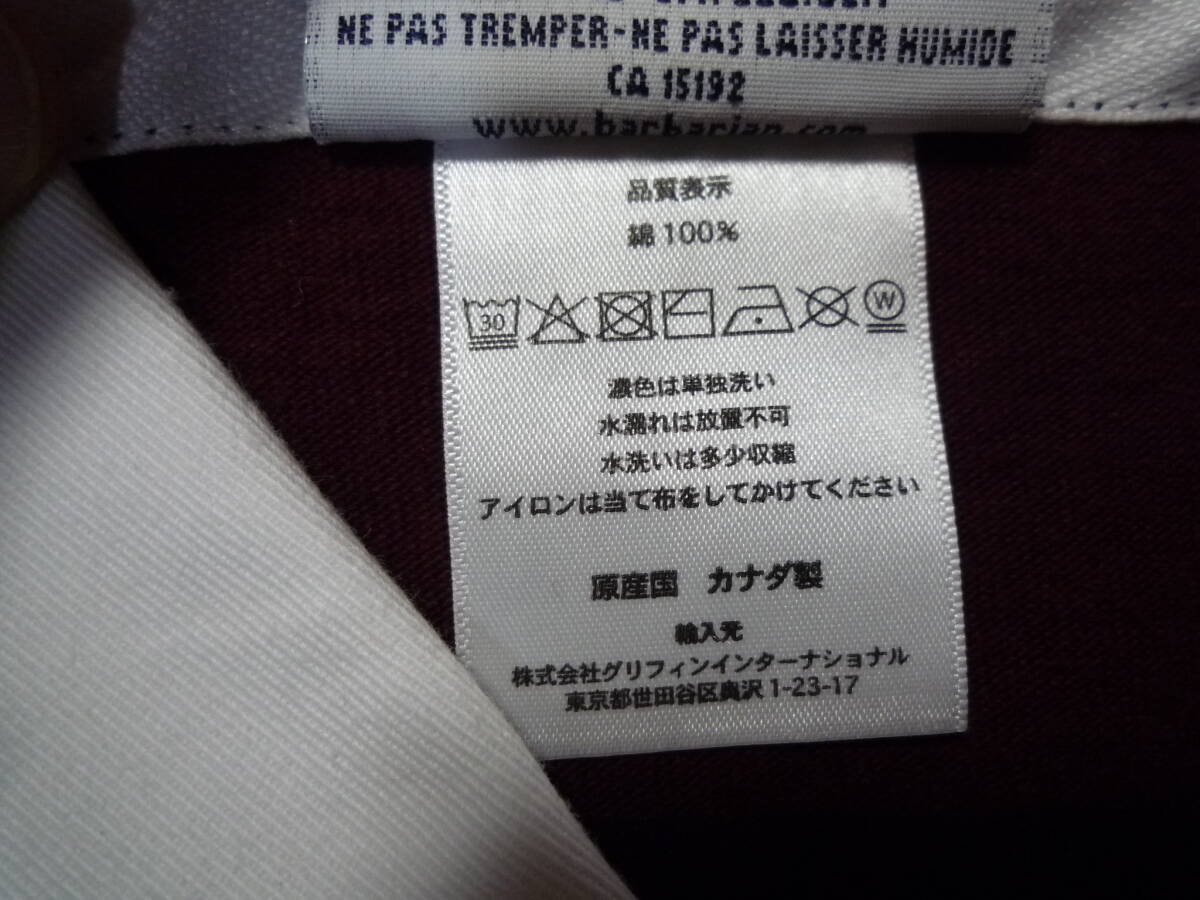 NE PAS TREMPER-NE PAS LAISSER HUMIDE
CA 15192
www.barbarian.com
品質表示
綿100%
30 W
濃色は単独洗い
水濡れは放置不可
水洗いは多少収縮
アイロンは当て布をしてかけてください
原産国 カナダ製
輸入元
株式会社グリフィンインターナショナル
東京都世田谷区奥沢1-23-17